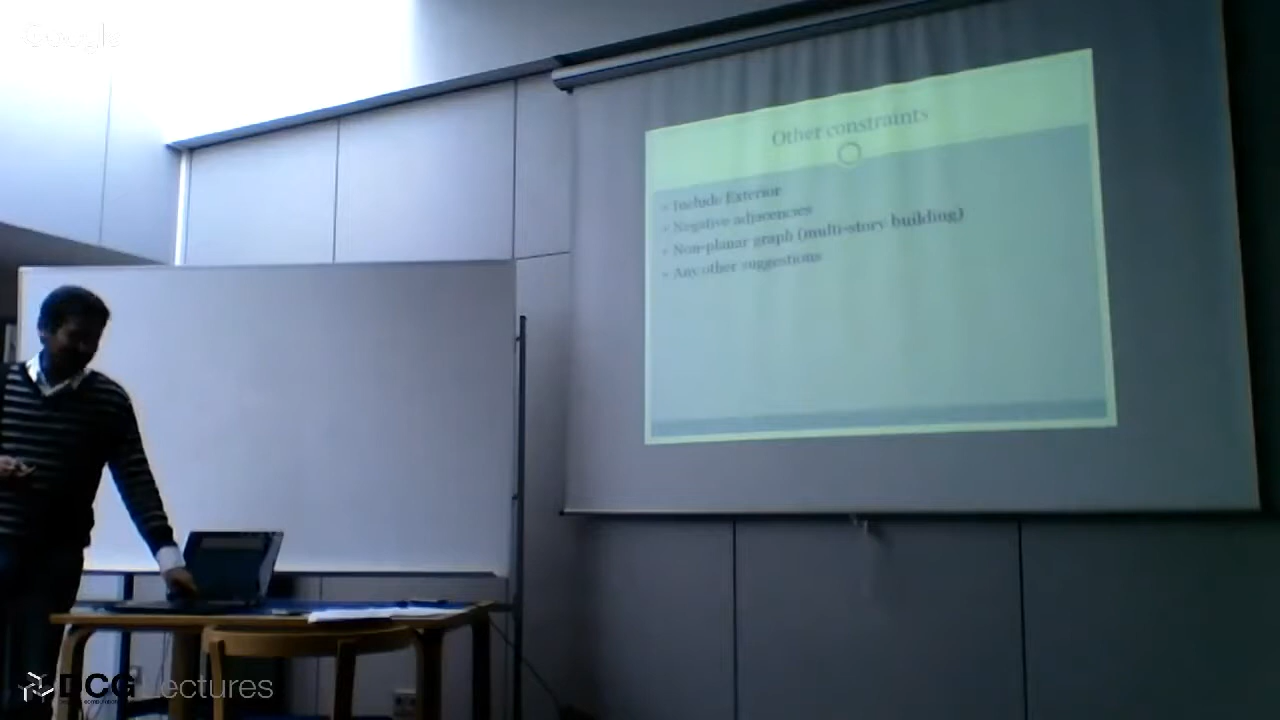 Google
Other constraints
• Include Exterior
• Negative adjacencies
• Non-planar graph (multi-story building)
• Any other suggestions
DCG Lectures